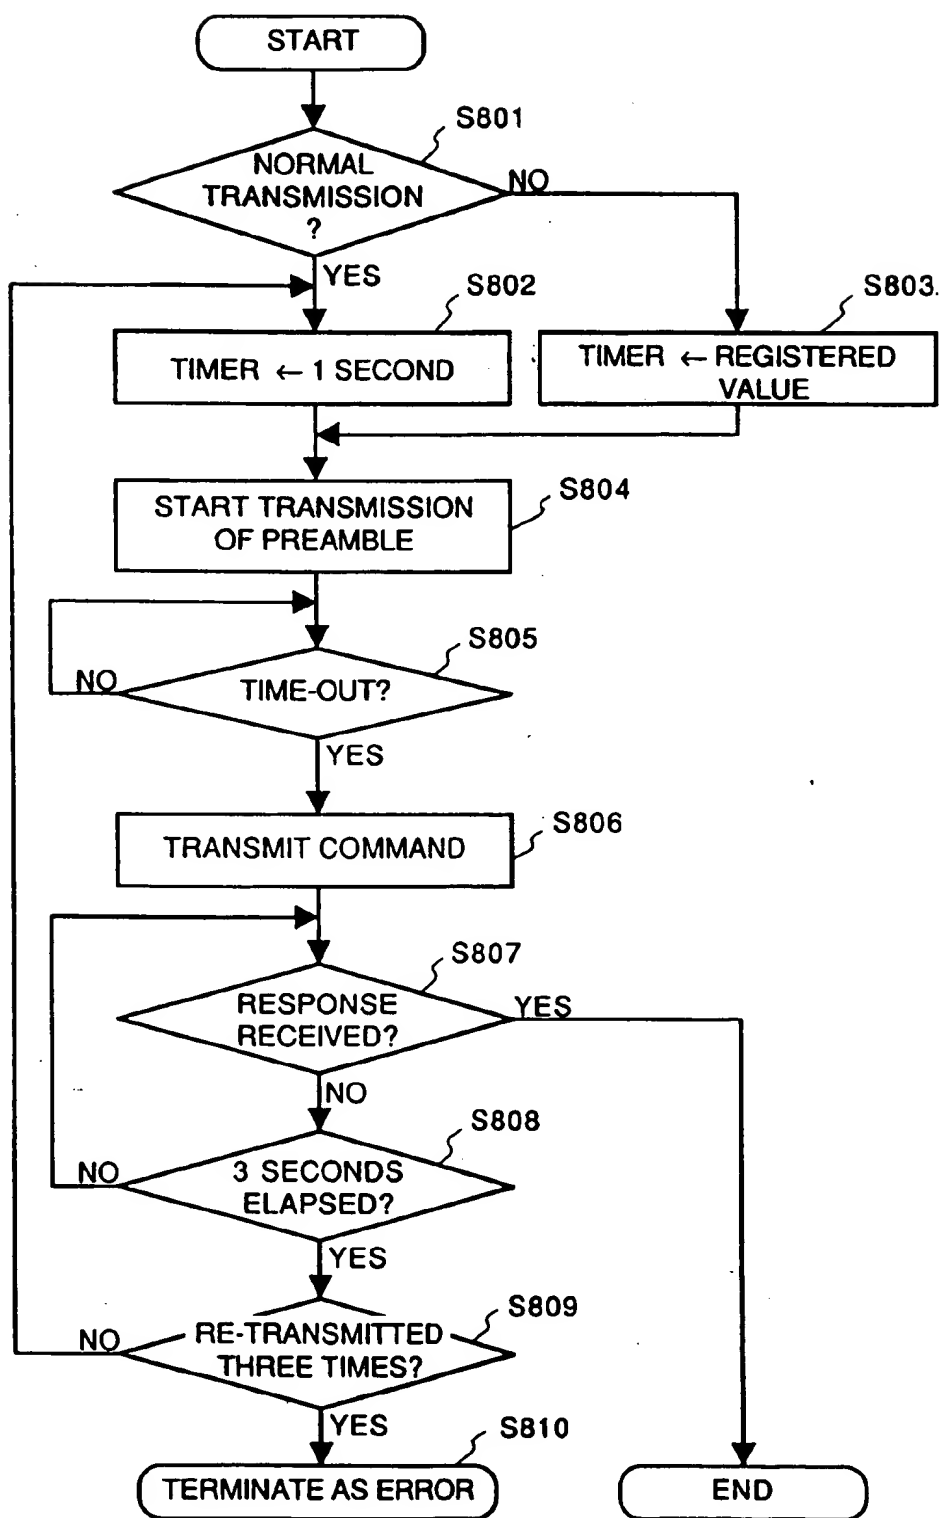 START
S801
NORMAL
TRANSMISSION
?
NO
YES
S802
S803.
TIMER ← 1 SECOND
TIMER ← REGISTERED
VALUE
S804
START TRANSMISSION
OF PREAMBLE
S805
NO
TIME-OUT?
YES
S806
TRANSMIT COMMAND
S807
RESPONSE
RECEIVED?
YES
NO
S808
NO
3 SECONDS
ELAPSED?
YES
S809
NO
RE-TRANSMITTED
THREE TIMES?
YES
S810
TERMINATE AS ERROR
END